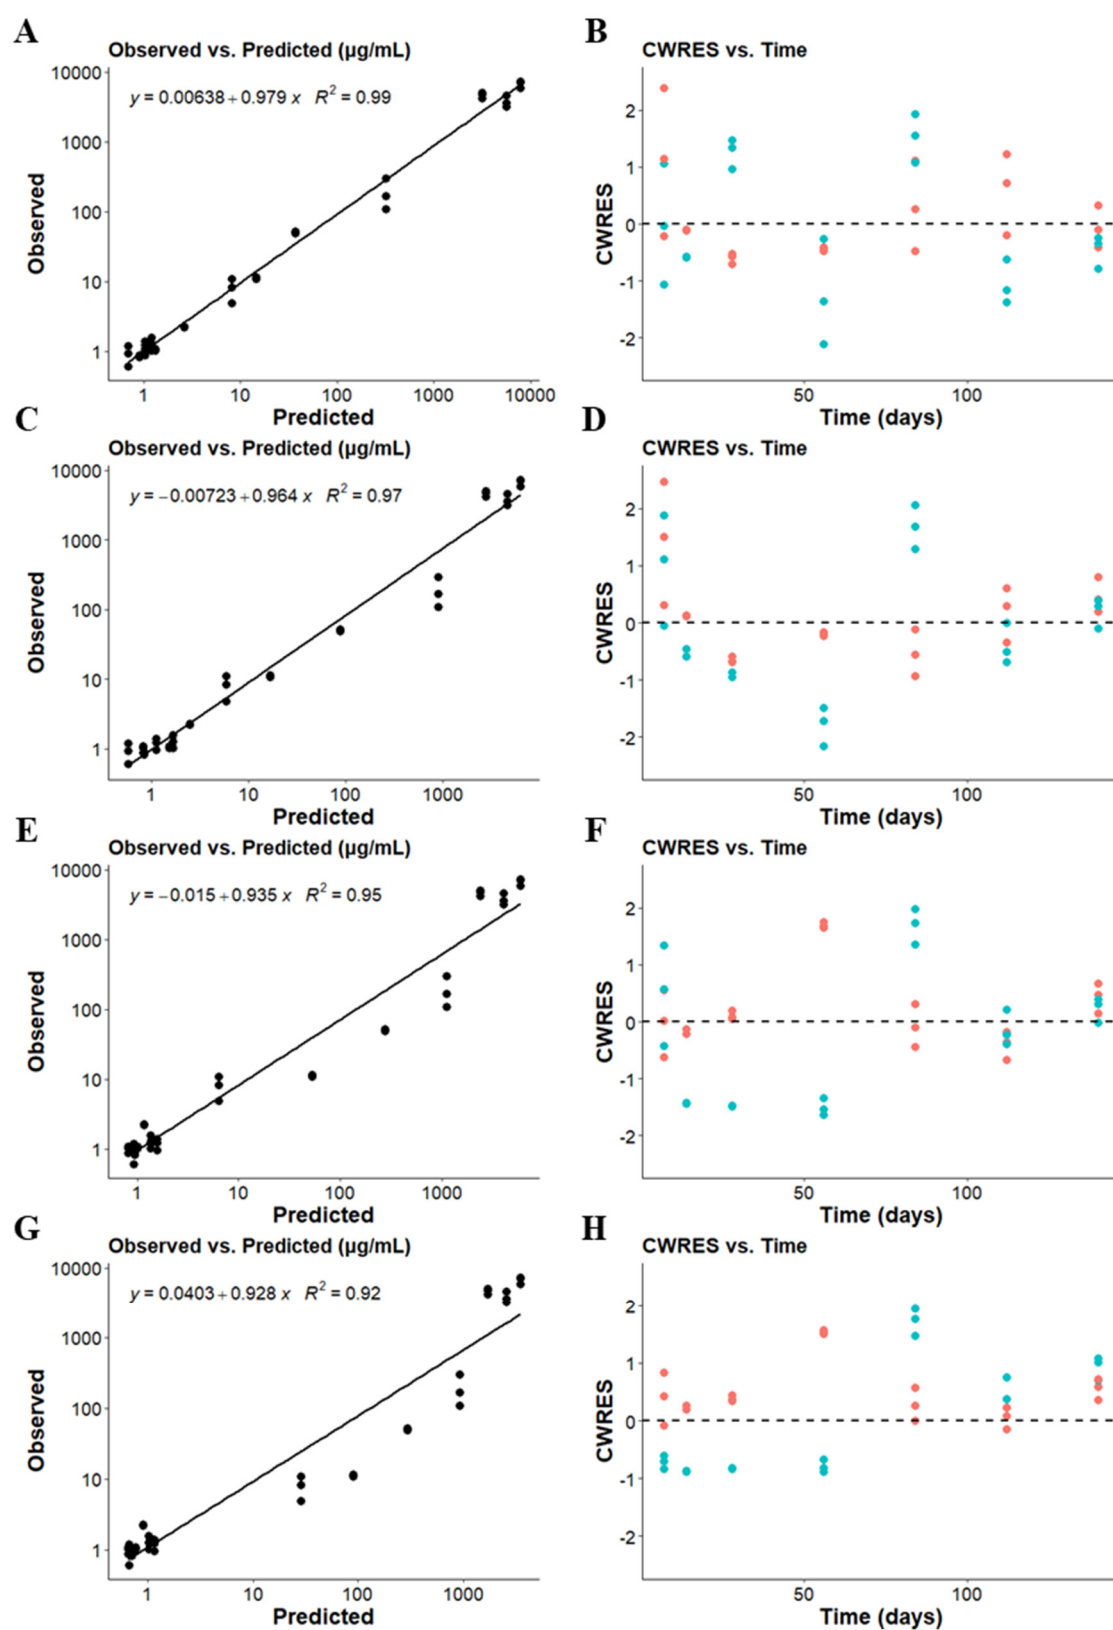 A
Observed vs. Predicted (µg/mL)
y = 0.00638 + 0.979 x R² = 0.99
10000
1000
100
10
1
Observed
1 10 100 1000 10000
Predicted
B
CWRES vs. Time
2
1
0
-1
-2
CWRES
50 100
Time (days)
C
Observed vs. Predicted (µg/mL)
y = −0.00723 + 0.964 x R² = 0.97
10000
1000
100
10
1
Observed
1 10 100 1000
Predicted
D
CWRES vs. Time
2
1
0
-1
-2
CWRES
50 100
Time (days)
E
Observed vs. Predicted (µg/mL)
y = −0.015 + 0.935 x R² = 0.95
10000
1000
100
10
1
Observed
1 10 100 1000
Predicted
F
CWRES vs. Time
2
1
0
-1
-2
CWRES
50 100
Time (days)
G
Observed vs. Predicted (µg/mL)
y = 0.0403 + 0.928 x R² = 0.92
10000
1000
100
10
1
Observed
1 10 100 1000
Predicted
H
CWRES vs. Time
2
1
0
-1
-2
CWRES
50 100
Time (days)